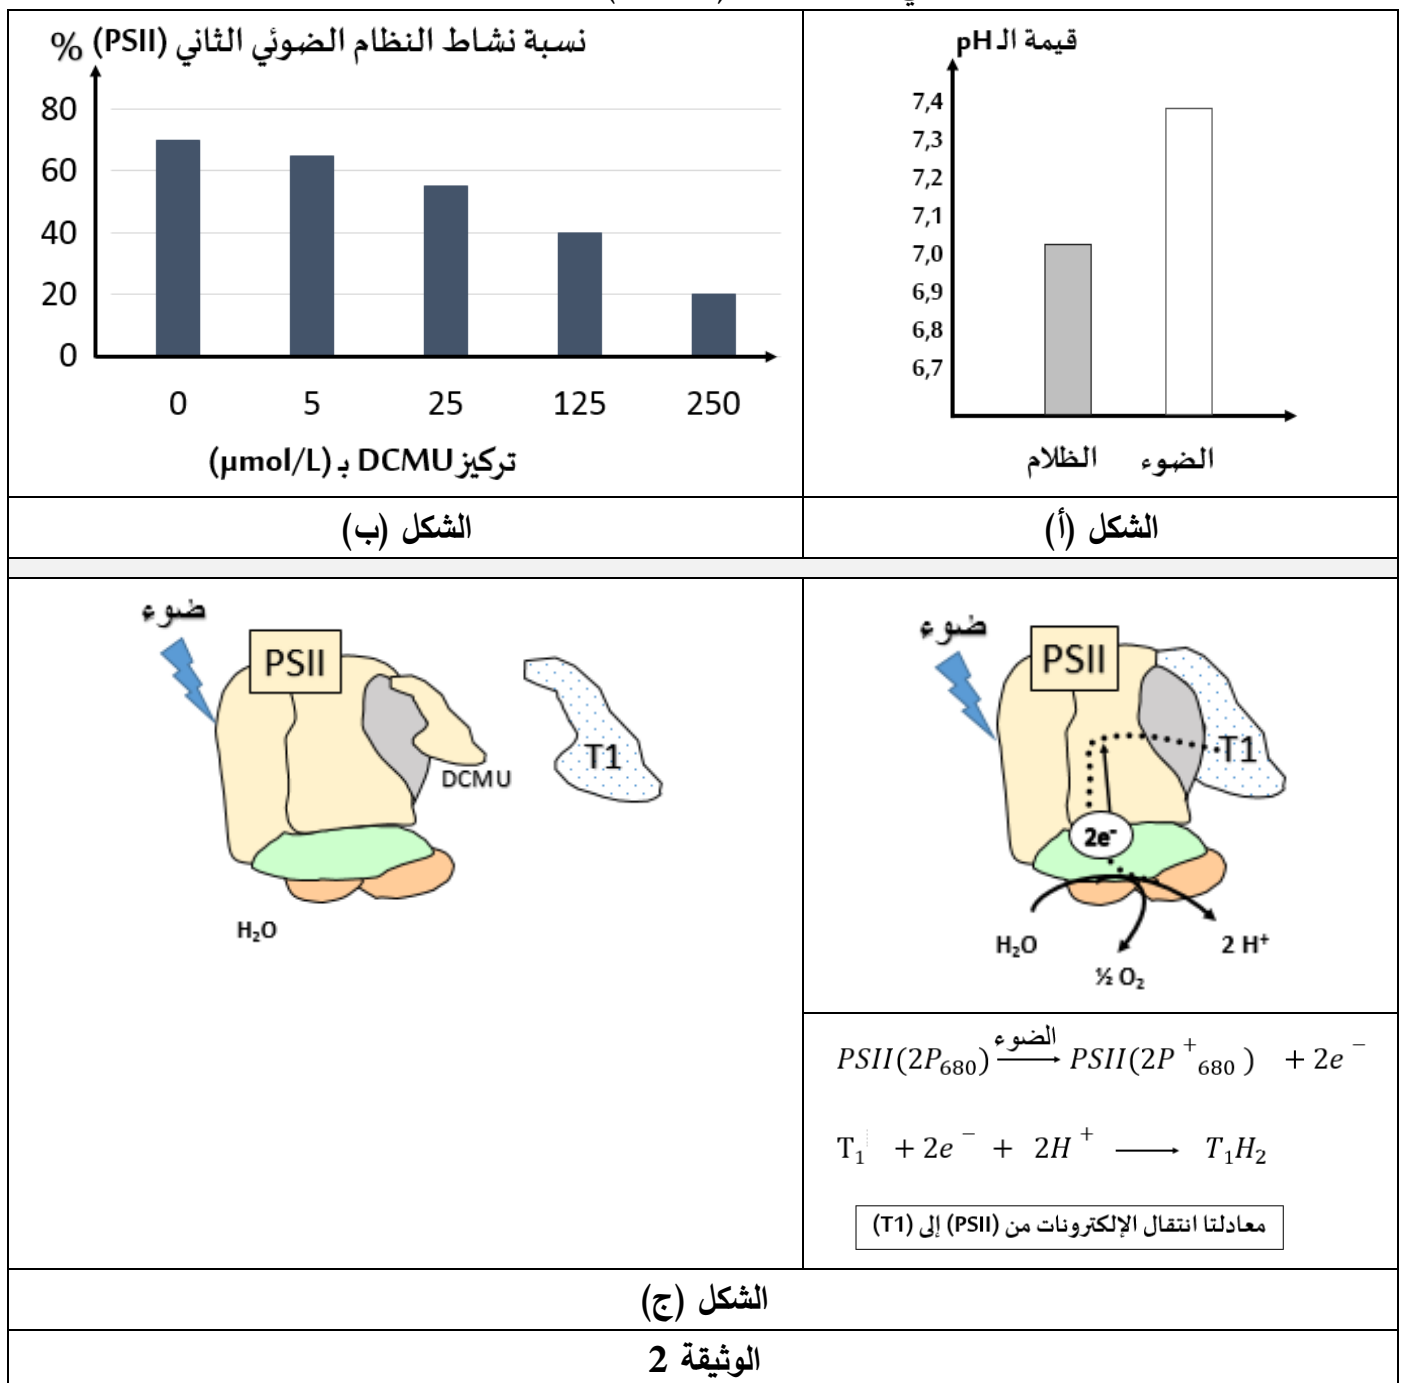 قيمة الـ pH
7,4
7,3
7,2
7,1
7,0
6,9
6,8
6,7
الظلام
الضوء
الشكل (أ)
% نسبة نشاط النظام الضوئي الثاني (PSII)
80
60
40
20
0
0 5 25 125 250
تركيز DCMU بـ (µmol/L)
الشكل (ب)
ضوء
PSII
T1
2e-
H₂O
½ O₂
2 H⁺
PSII(2P₆₈₀) الضوء ⟶ PSII(2P⁺₆₈₀) + 2e⁻
T₁ + 2e⁻ + 2H⁺ ⟶ T₁H₂
معادلتا انتقال الإلكترونات من (PSII) إلى (T1)
ضوء
PSII
DCMU
T1
H₂O
الشكل (ج)
الوثيقة 2